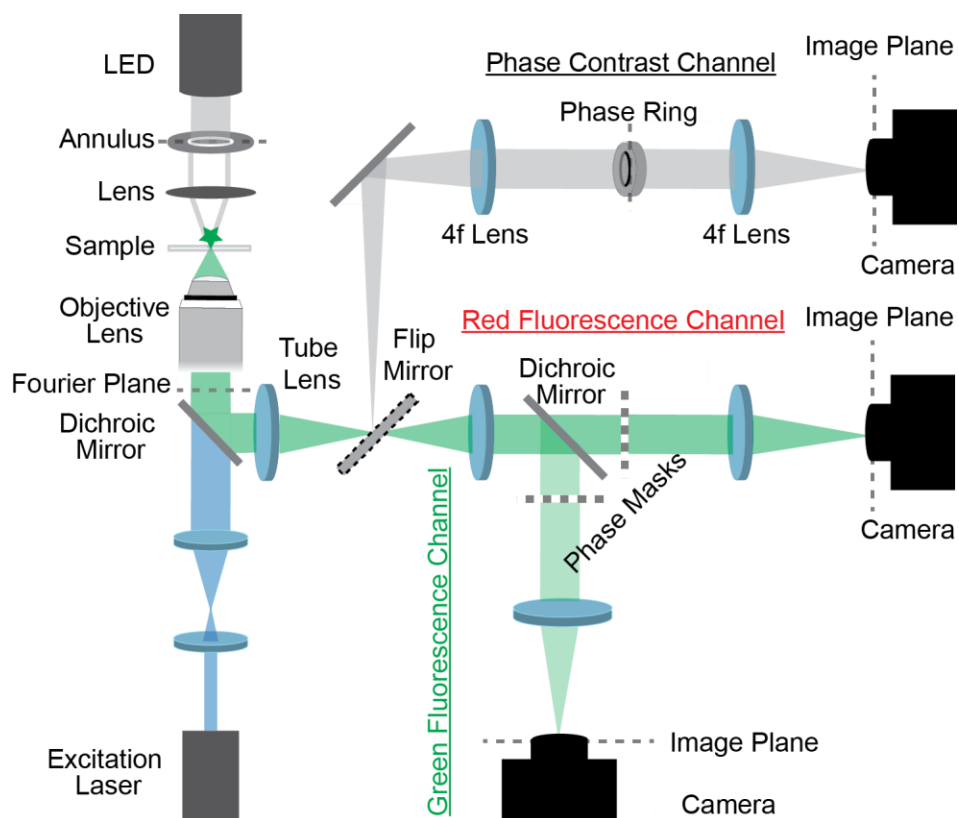 LED
Annulus
Lens
Sample
Objective
Lens
Fourier Plane
Dichroic
Mirror
Excitation
Laser
Tube
Lens
Flip
Mirror
Phase Contrast Channel
Phase Ring
4f Lens
4f Lens
Image Plane
Camera
Red Fluorescence Channel
Dichroic
Mirror
Phase Masks
Image Plane
Camera
Green Fluorescence Channel
Image Plane
Camera